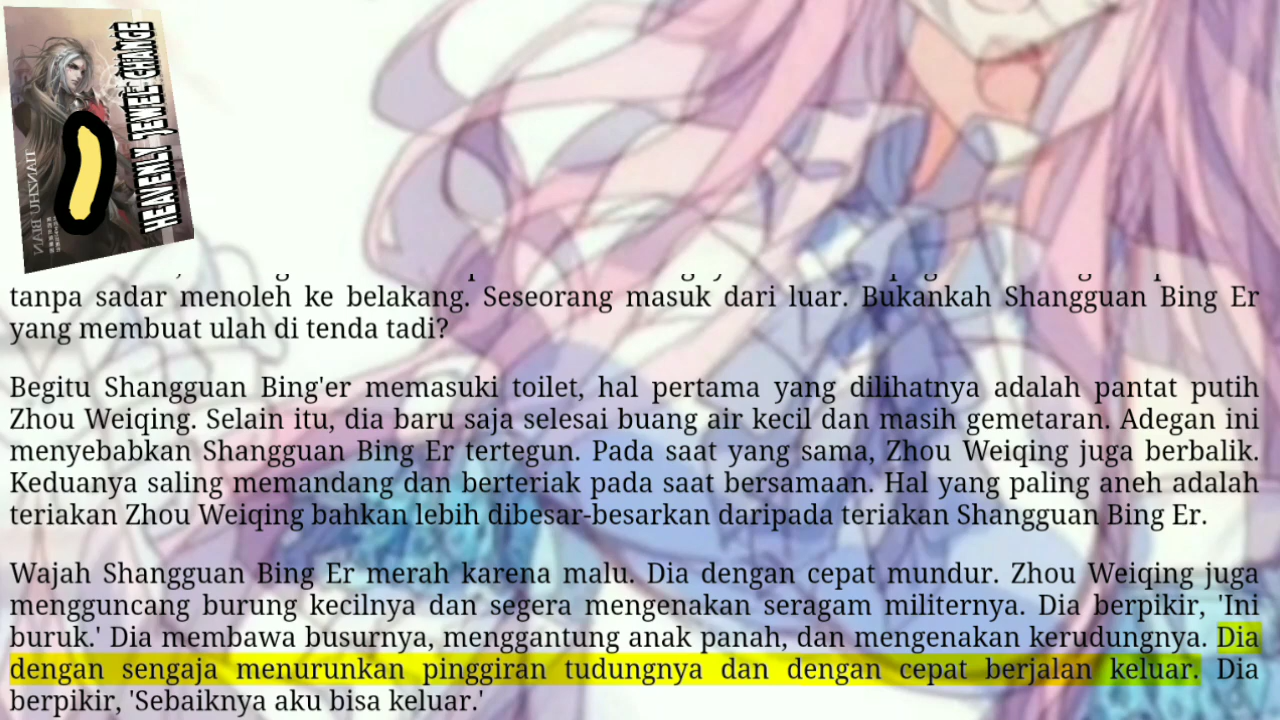 HEAVENLY JEWEL CHANGE
TIANZHU BIAN
tanpa sadar menoleh ke belakang. Seseorang masuk dari luar. Bukankah Shangguan Bing Er
yang membuat ulah di tenda tadi?
Begitu Shangguan Bing'er memasuki toilet, hal pertama yang dilihatnya adalah pantat putih
Zhou Weiqing. Selain itu, dia baru saja selesai buang air kecil dan masih gemetaran. Adegan ini
menyebabkan Shangguan Bing Er tertegun. Pada saat yang sama, Zhou Weiqing juga berbalik.
Keduanya saling memandang dan berteriak pada saat bersamaan. Hal yang paling aneh adalah
teriakan Zhou Weiqing bahkan lebih dibesar-besarkan daripada teriakan Shangguan Bing Er.
Wajah Shangguan Bing Er merah karena malu. Dia dengan cepat mundur. Zhou Weiqing juga
mengguncang burung kecilnya dan segera mengenakan seragam militernya. Dia berpikir, 'Ini
buruk.' Dia membawa busurnya, menggantung anak panah, dan mengenakan kerudungnya. Dia
dengan sengaja menurunkan pinggiran tudungnya dan dengan cepat berjalan keluar. Dia
berpikir, 'Sebaiknya aku bisa keluar.'